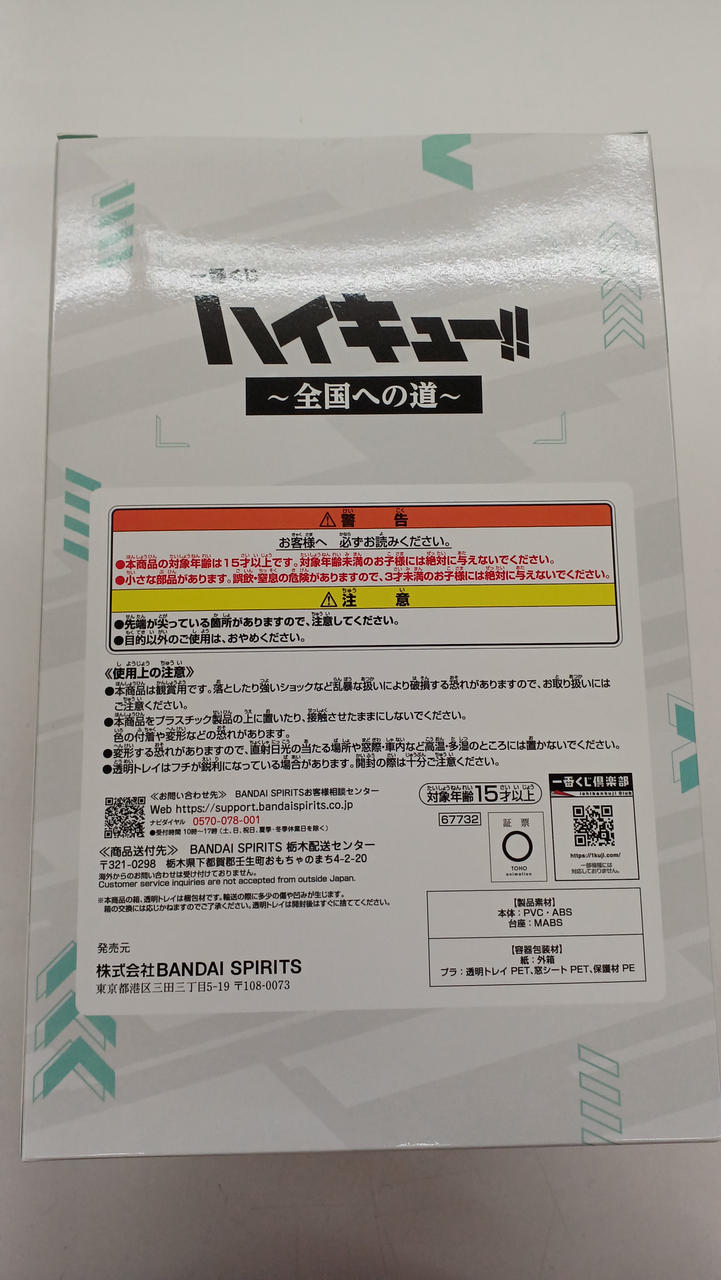 一番くじ
ハイキュー!!
～全国への道～
⚠警告
お客様へ 必ずお読みください。
●本商品の対象年齢は15才以上です。対象年齢未満のお子様には絶対に与えないでください。
●小さな部品があります。誤飲・窒息の危険がありますので、3才未満のお子様には絶対に与えないでください。
⚠注意
●先端が尖っている箇所がありますので、注意してください。
●目的以外のご使用は、おやめください。
《使用上の注意》
●本商品は観賞用です。落としたり強いショックなど乱暴な扱いにより破損する恐れがありますので、お取り扱いには
ご注意ください。
●本商品をプラスチック製品の上に置いたり、接触させたままにしないでください。
色の付着や変形などの恐れがあります。
●変形する恐れがありますので、直射日光の当たる場所や窓際・車内など高温・多湿のところには置かないでください。
●透明トレイはフチが鋭利になっている場合があります。開封の際は十分ご注意ください。
≪お問い合わせ先≫ BANDAI SPIRITSお客様相談センター
Web https://support.bandaispirits.co.jp
ナビダイヤル 0570-078-001
●受付時間 10時～17時(土、日、祝日、夏季・冬季休業日を除く)
≪商品送付先≫ BANDAI SPIRITS 栃木配送センター
〒321-0298 栃木県下都賀郡壬生町おもちゃのまち4-2-20
海外からのお問い合わせは受け付けておりません。
Customer service inquiries are not accepted from outside Japan.
※本商品の箱、透明トレイは梱包材です。輸送の際に多少の傷や凹みが生じます。
箱の交換には応じかねますのでご了承ください。透明トレイは開封後はすぐに捨ててください。
発売元
株式会社BANDAI SPIRITS
東京都港区三田三丁目5-19 〒108-0073
対象年齢15才以上
67732
証票
TOHO
animation
一番くじ倶楽部
Ichibankuji Club
https://1kuji.com/
一部機種には
対応しておりません。
【製品素材】
本体：PVC・ABS
台座：MABS
【容器包装材】
紙：外箱
プラ：透明トレイ PET、窓シート PET、保護材 PE